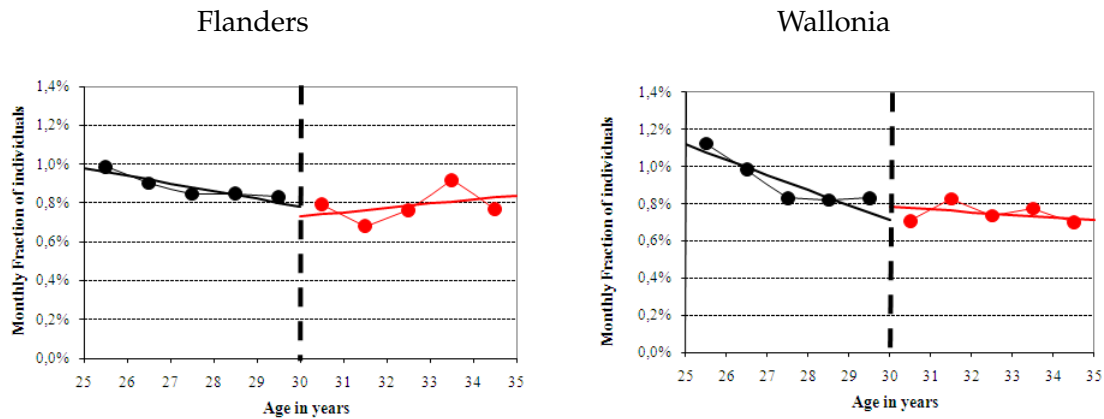 Flanders
Monthly Fraction of individuals
1,4%
1,2%
1,0%
0,8%
0,6%
0,4%
0,2%
0,0%
25 26 27 28 29 30 31 32 33 34 35
Age in years
Wallonia
Monthly Fraction of individuals
1,4%
1,2%
1,0%
0,8%
0,6%
0,4%
0,2%
0,0%
25 26 27 28 29 30 31 32 33 34 35
Age in years